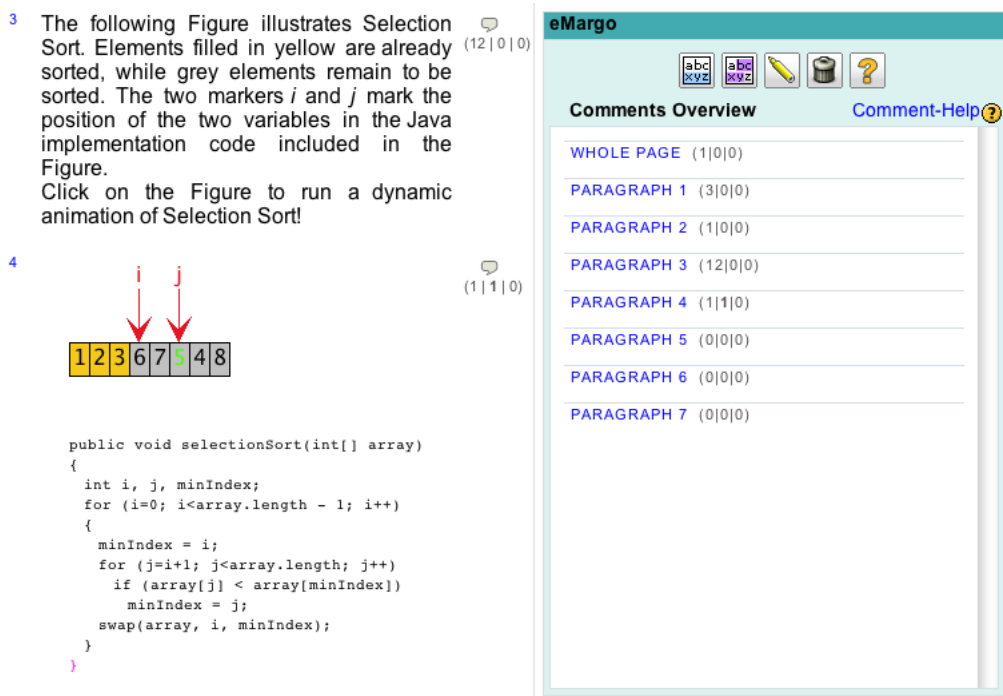 3 The following Figure illustrates Selection
Sort. Elements filled in yellow are already
(12 | 0 | 0)
sorted, while grey elements remain to be
sorted. The two markers i and j mark the
position of the two variables in the Java
implementation code included in the
Figure.
Click on the Figure to run a dynamic
animation of Selection Sort!
4
(1 | 1 | 0)
i j
1 2 3 6 7 5 4 8
public void selectionSort(int[] array)
{
int i, j, minIndex;
for (i=0; i<array.length - 1; i++)
{
minIndex = i;
for (j=i+1; j<array.length; j++)
if (array[j] < array[minIndex])
minIndex = j;
swap(array, i, minIndex);
}
}
eMargo
abc xyz abc xyz ?
Comments Overview Comment-Help ?
WHOLE PAGE (1|0|0)
PARAGRAPH 1 (3|0|0)
PARAGRAPH 2 (1|0|0)
PARAGRAPH 3 (12|0|0)
PARAGRAPH 4 (1|1|0)
PARAGRAPH 5 (0|0|0)
PARAGRAPH 6 (0|0|0)
PARAGRAPH 7 (0|0|0)